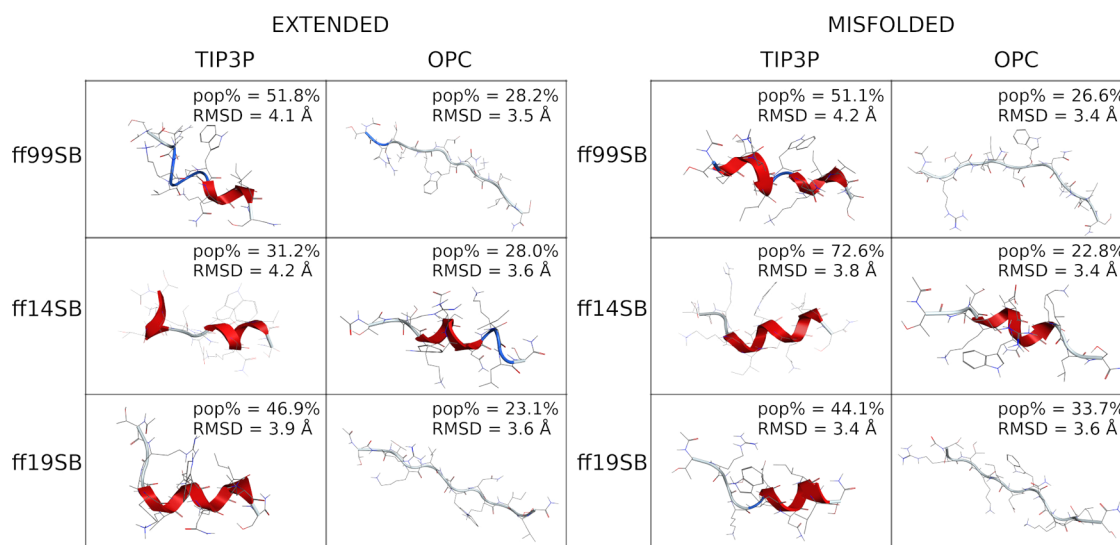 EXTENDED
MISFOLDED
TIP3P
OPC
TIP3P
OPC
ff99SB
pop% = 51.8%
RMSD = 4.1 Å
pop% = 28.2%
RMSD = 3.5 Å
ff99SB
pop% = 51.1%
RMSD = 4.2 Å
pop% = 26.6%
RMSD = 3.4 Å
ff14SB
pop% = 31.2%
RMSD = 4.2 Å
pop% = 28.0%
RMSD = 3.6 Å
ff14SB
pop% = 72.6%
RMSD = 3.8 Å
pop% = 22.8%
RMSD = 3.4 Å
ff19SB
pop% = 46.9%
RMSD = 3.9 Å
pop% = 23.1%
RMSD = 3.6 Å
ff19SB
pop% = 44.1%
RMSD = 3.4 Å
pop% = 33.7%
RMSD = 3.6 Å